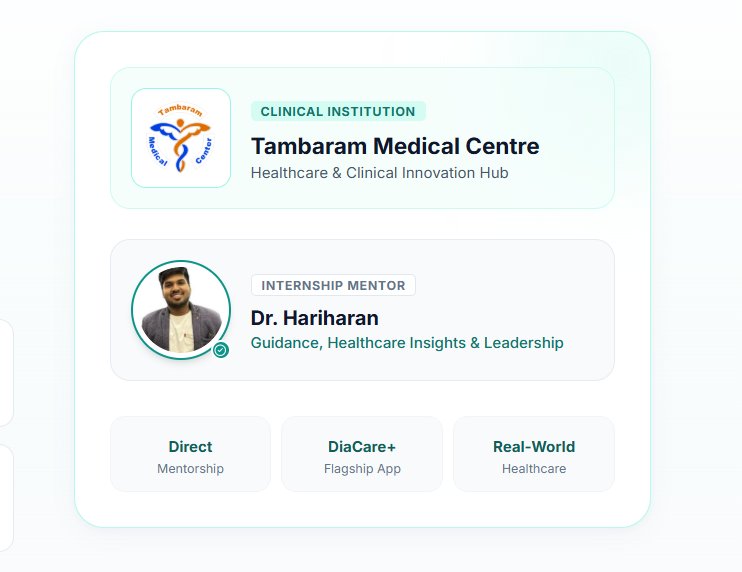 Tambaram
Medical
Center
CLINICAL INSTITUTION
Tambaram Medical Centre
Healthcare & Clinical Innovation Hub
INTERNSHIP MENTOR
Dr. Hariharan
Guidance, Healthcare Insights & Leadership
Direct
Mentorship
DiaCare+
Flagship App
Real-World
Healthcare